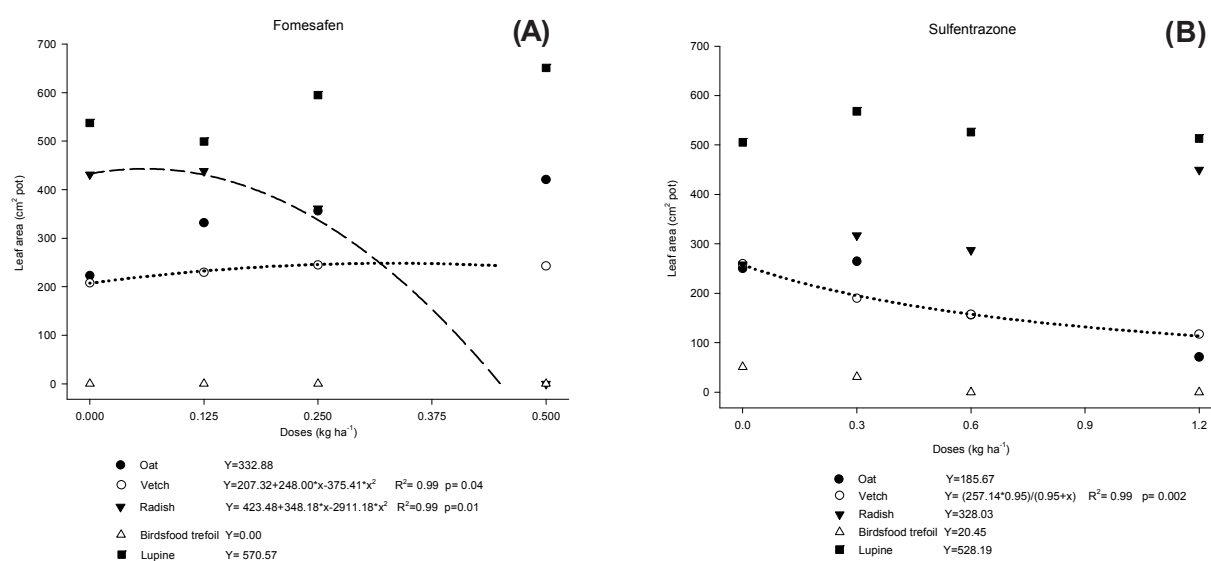 Fomesafen
(A)
700
600
500
400
300
200
100
0
Leaf area (cm² pot)
0.000 0.125 0.250 0.375 0.500
Doses (kg ha⁻¹)
Oat Y=332.88
Vetch Y=207.32+248.00*x-375.41*x² R²= 0.99 p= 0.04
Radish Y= 423.48+348.18*x-2911.18*x² R²=0.99 p=0.01
Birdsfood trefoil Y=0.00
Lupine Y= 570.57
Sulfentrazone
(B)
700
600
500
400
300
200
100
0
Leaf area (cm² pot)
0.0 0.3 0.6 0.9 1.2
Doses (kg ha⁻¹)
Oat Y=185.67
Vetch Y= (257.14*0.95)/(0.95+x) R²= 0.99 p= 0.002
Radish Y=328.03
Birdsfood trefoil Y=20.45
Lupine Y=528.19